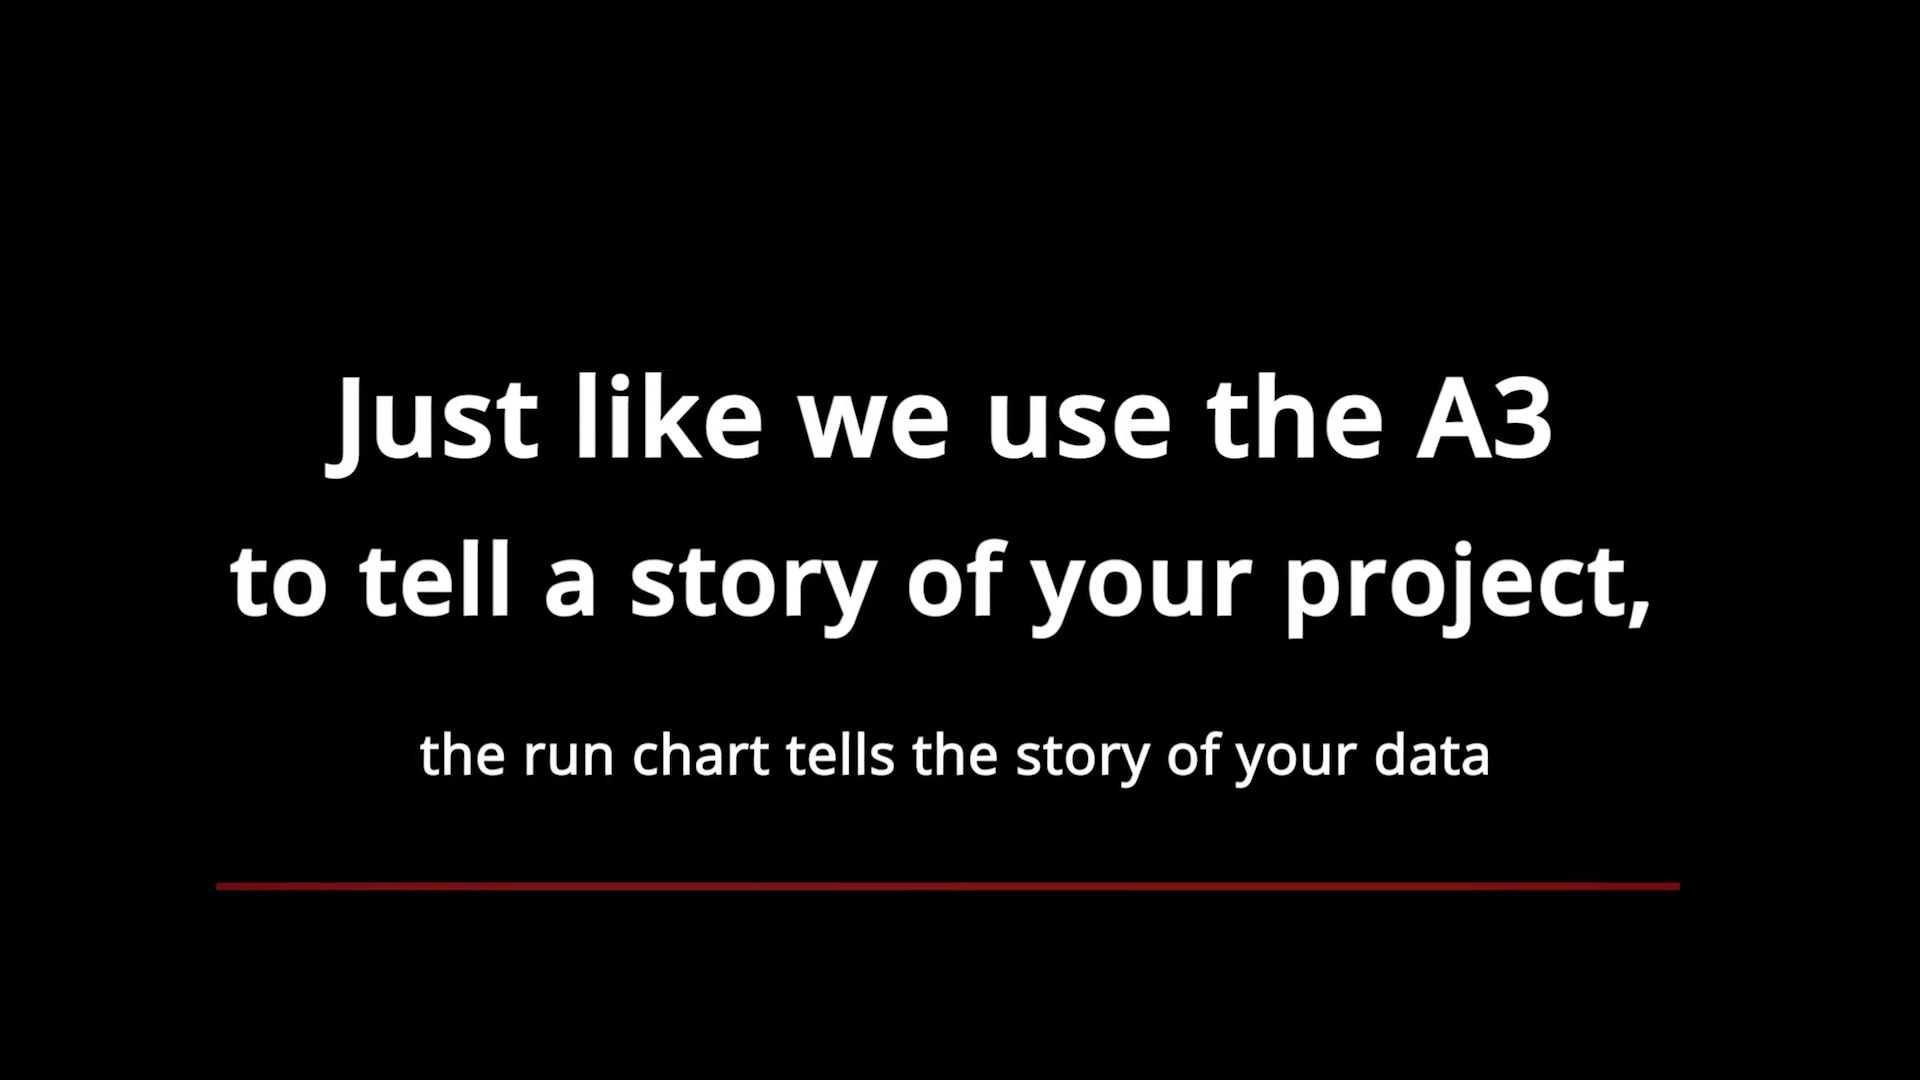 Just like we use the A3
to tell a story of your project,
the run chart tells the story of your data